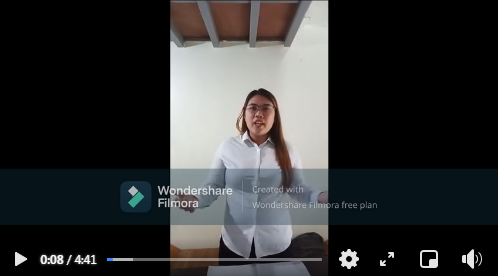 Wondershare
Filmora
Created with
Wondershare Filmora free plan
0:08 / 4:41